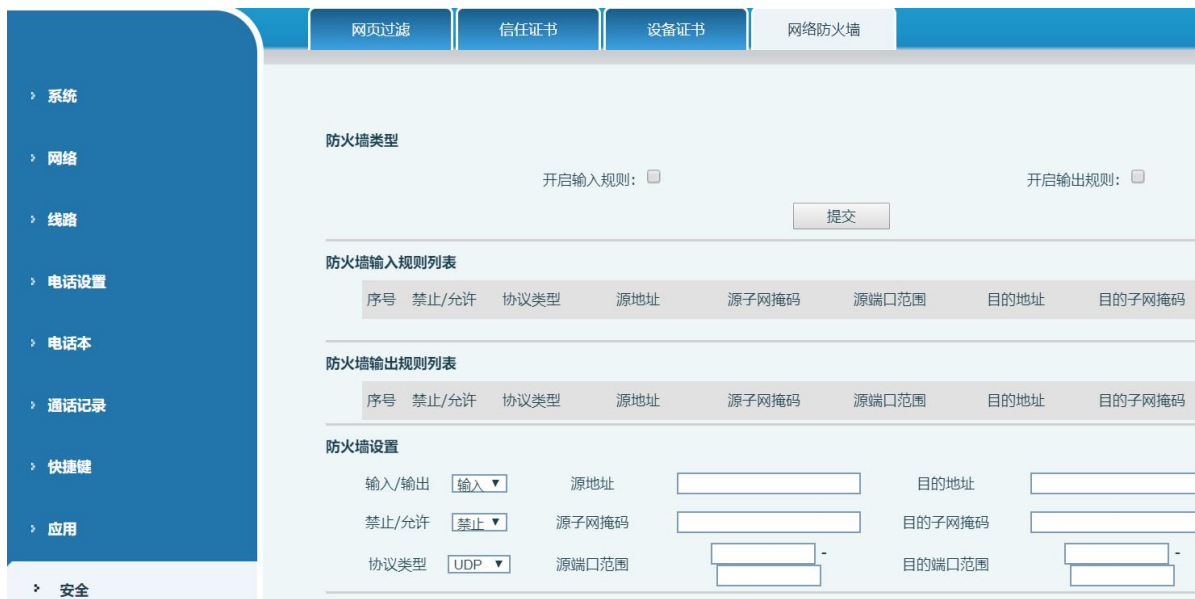 网页过滤 信任证书 设备证书 网络防火墙
系统
网络
线路
电话设置
电话本
通话记录
快捷键
应用
安全
防火墙类型
开启输入规则: 开启输出规则:
提交
防火墙输入规则列表
序号 禁止/允许 协议类型 源地址 源子网掩码 源端口范围 目的地址 目的子网掩码
防火墙输出规则列表
序号 禁止/允许 协议类型 源地址 源子网掩码 源端口范围 目的地址 目的子网掩码
防火墙设置
输入/输出 输入 源地址 目的地址
禁止/允许 禁止 源子网掩码 目的子网掩码
协议类型 UDP 源端口范围 - 目的端口范围 -